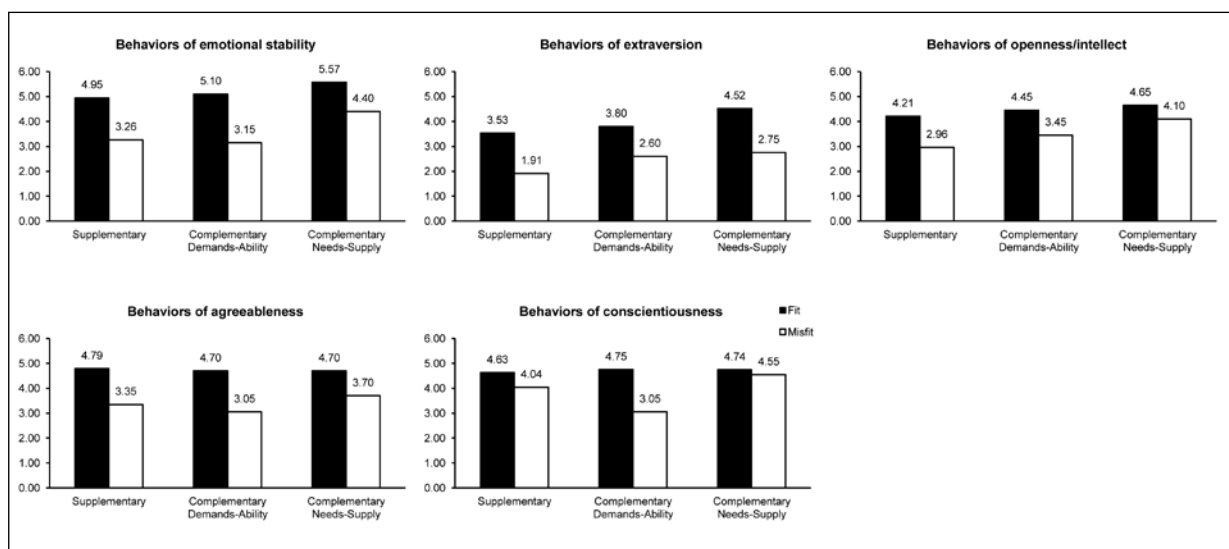 Behaviors of emotional stability
6.00
5.00
4.00
3.00
2.00
1.00
0.00
4.95
3.26
5.10
3.15
5.57
4.40
Supplementary
Complementary
Demands-Ability
Complementary
Needs-Supply
Behaviors of extraversion
6.00
5.00
4.00
3.00
2.00
1.00
0.00
3.53
1.91
3.80
2.60
4.52
2.75
Supplementary
Complementary
Demands-Ability
Complementary
Needs-Supply
Behaviors of openness/intellect
6.00
5.00
4.00
3.00
2.00
1.00
0.00
4.21
2.96
4.45
3.45
4.65
4.10
Supplementary
Complementary
Demands-Ability
Complementary
Needs-Supply
Behaviors of agreeableness
6.00
5.00
4.00
3.00
2.00
1.00
0.00
4.79
3.35
4.70
3.05
4.70
3.70
Supplementary
Complementary
Demands-Ability
Complementary
Needs-Supply
Behaviors of conscientiousness
6.00
5.00
4.00
3.00
2.00
1.00
0.00
4.63
4.04
4.75
3.05
4.74
4.55
Supplementary
Complementary
Demands-Ability
Complementary
Needs-Supply
Fit
Misfit